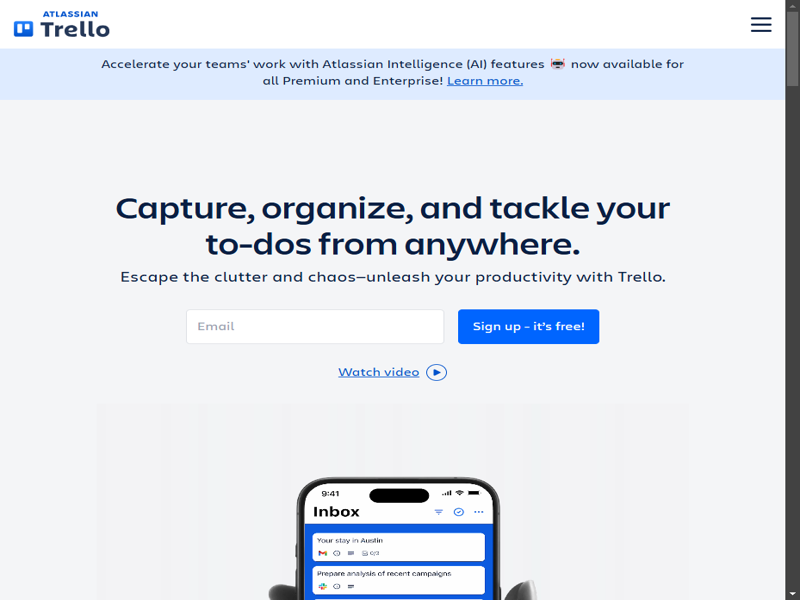 ATLASSIAN
Trello
Accelerate your teams' work with Atlassian Intelligence (AI) features 🤖 now available for
all Premium and Enterprise! Learn more.
Capture, organize, and tackle your
to-dos from anywhere.
Escape the clutter and chaos—unleash your productivity with Trello.
Email
Sign up - it's free!
Watch video
9:41
Inbox
Your stay in Austin
0/3
Prepare analysis of recent campaigns